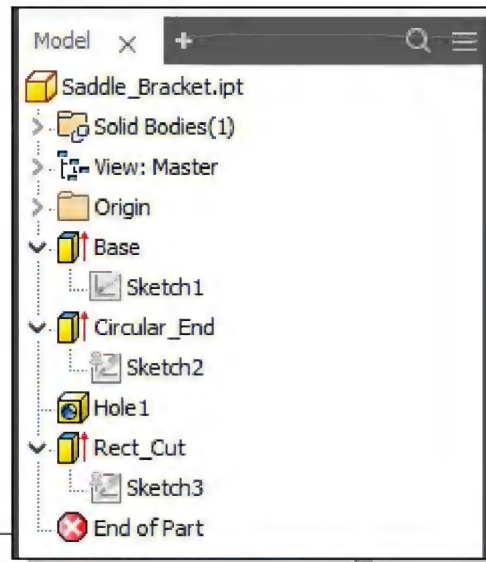 Model
Saddle_Bracket.ipt
Solid Bodies(1)
View: Master
Origin
Base
Sketch1
Circular_End
Sketch2
Hole1
Rect_Cut
Sketch3
End of Part